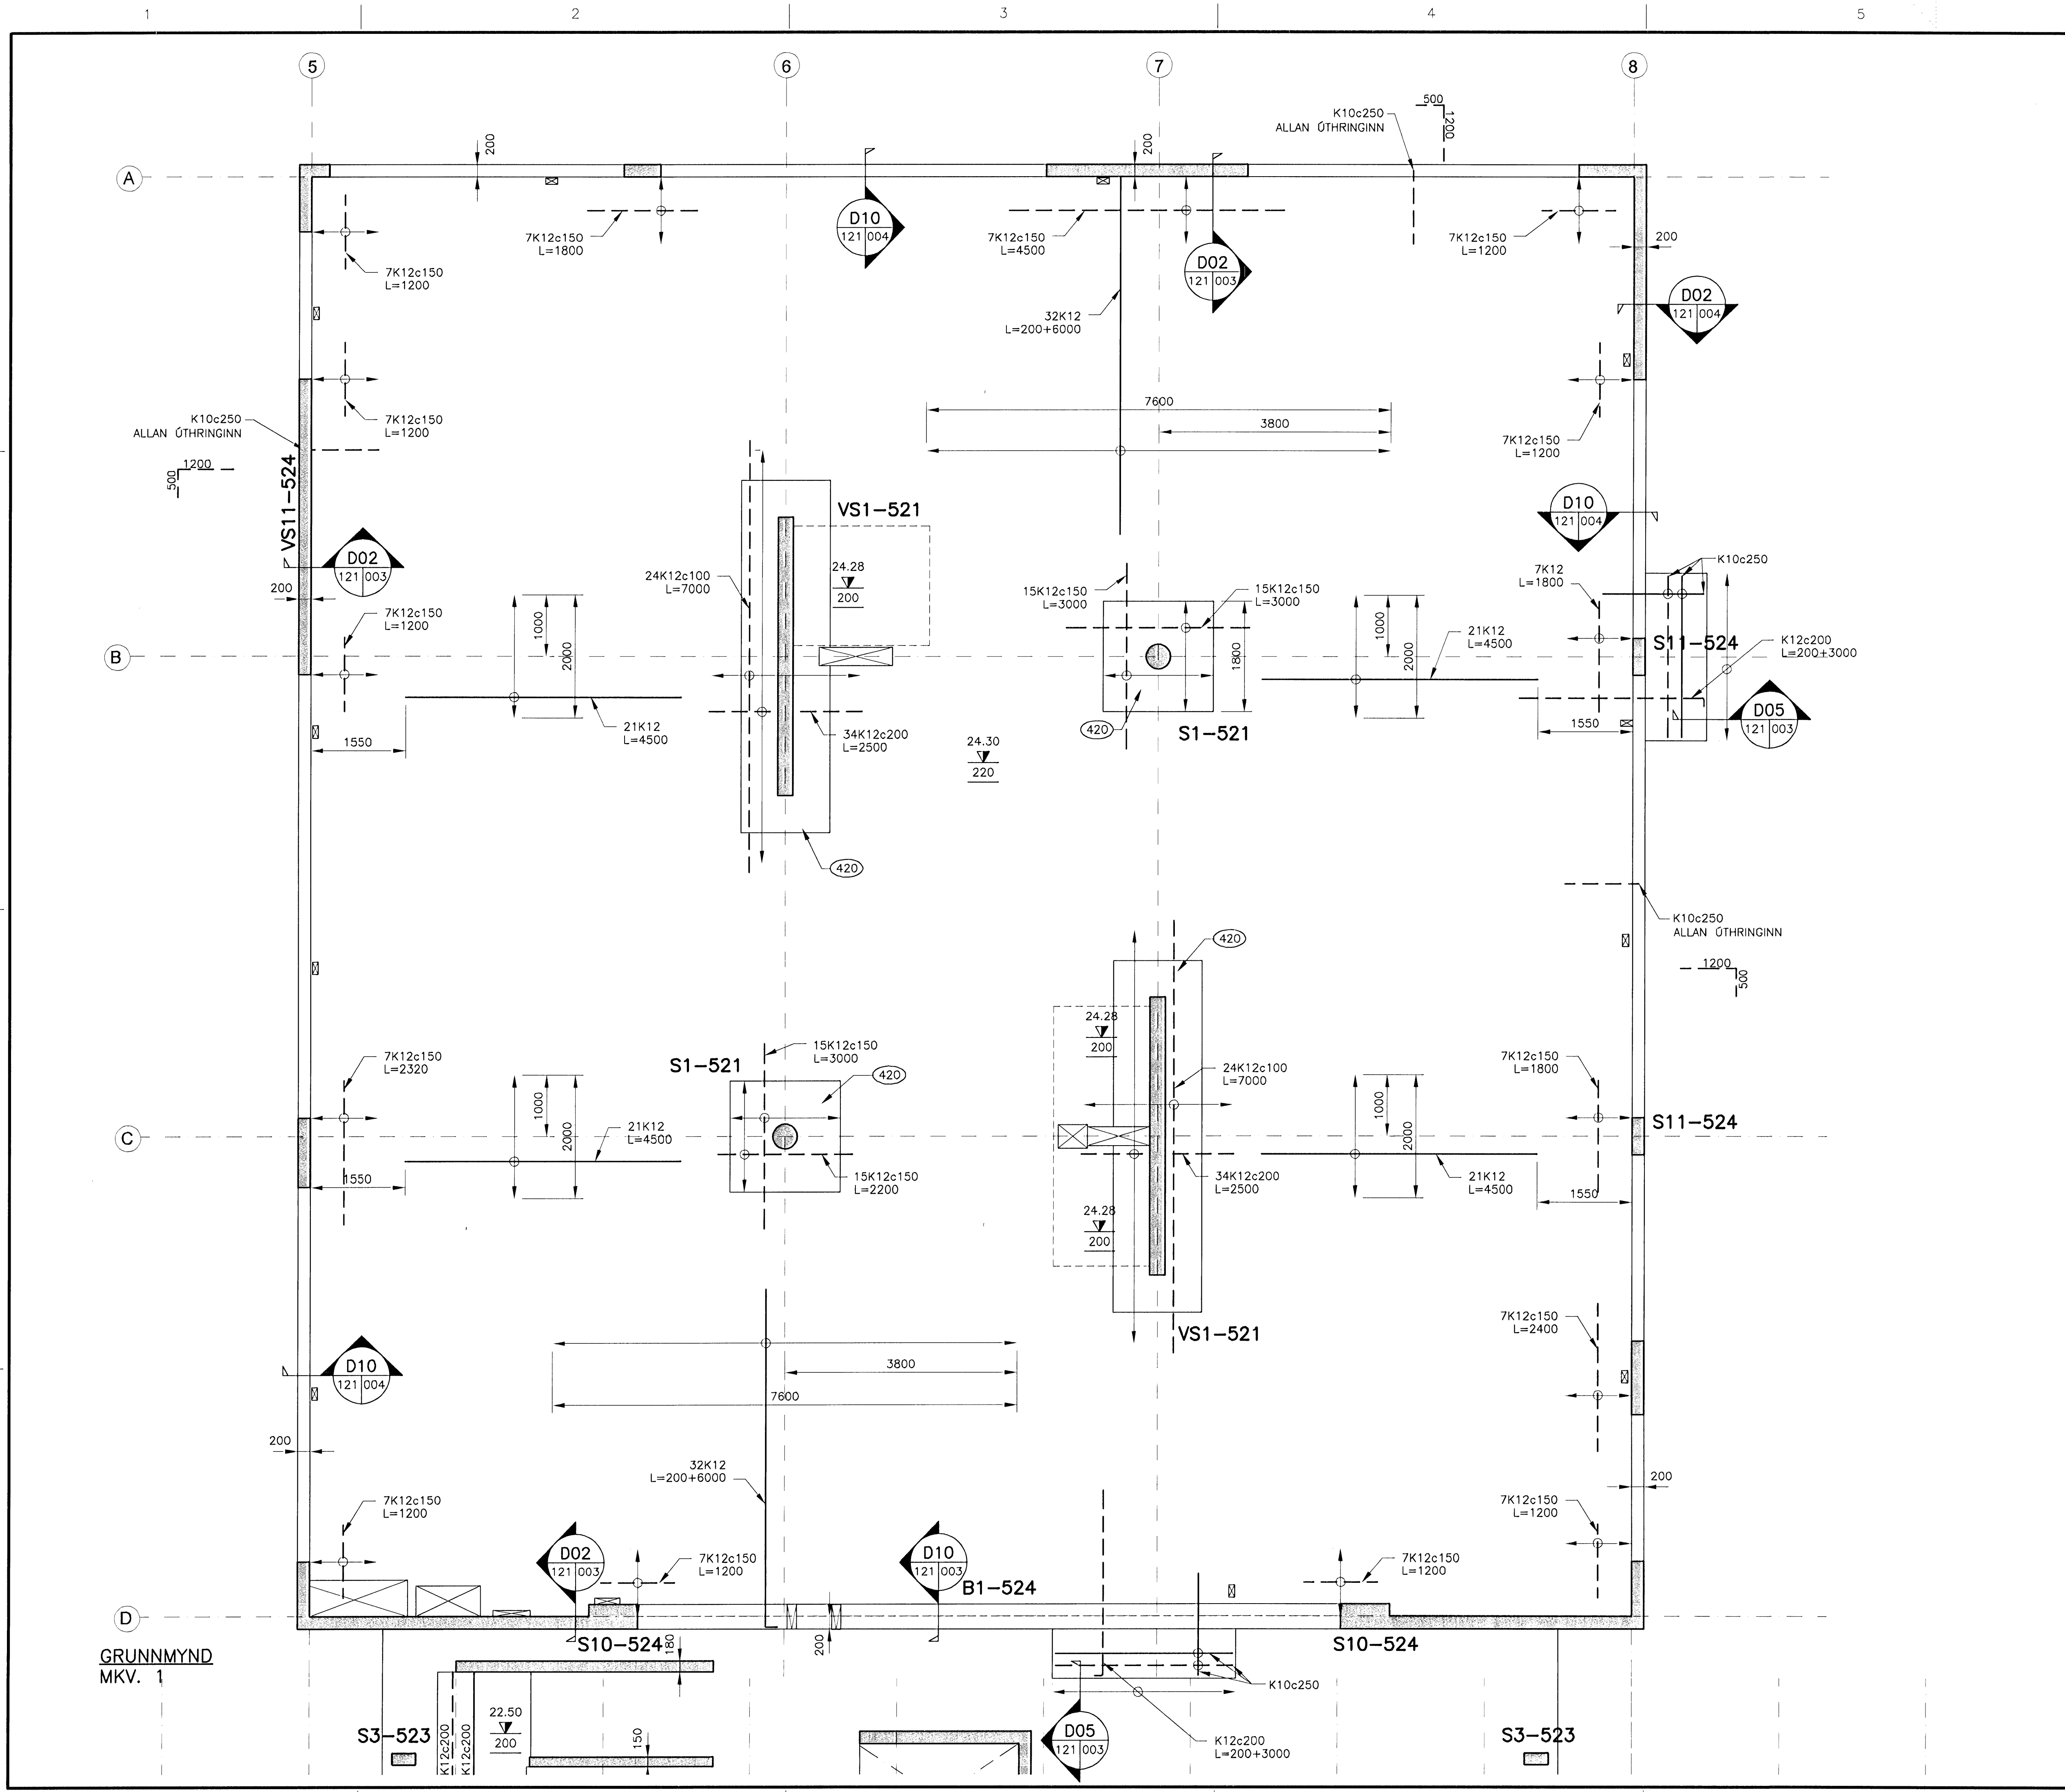 1
2
3
4
5
5
6
7
8
500
1200
K10c250
ALLAN ÚTHRINGINN
200
200
A
7K12c150
L=1800
D10
121 004
7K12c150
L=4500
D02
121 003
7K12c150
L=1200
200
7K12c150
L=1200
D02
121 004
32K12
L=200+6000
7600
3800
K10c250
ALLAN ÚTHRINGINN
7K12c150
L=1200
7K12c150
L=1200
1200
500
VS11-524
VS1-521
D10
121 004
D02
121 003
200
24K12c100
L=7000
24.28
200
15K12c150
L=3000
15K12c150
L=3000
7K12
L=1800
K10c250
7K12c150
L=1200
1000
2000
1800
1000
2000
21K12
L=4500
S11-524
K12c200
L=200+3000
B
D05
121 003
1550
21K12
L=4500
34K12c200
L=2500
24.30
220
420
S1-521
1550
420
K10c250
ALLAN ÚTHRINGINN
420
1200
500
24.28
200
7K12c150
L=2320
S1-521
15K12c150
L=3000
420
24K12c100
L=7000
7K12c150
L=1800
1000
2000
21K12
L=4500
1000
2000
S11-524
C
1550
15K12c150
L=2200
34K12c200
L=2500
21K12
L=4500
1550
24.28
200
VS1-521
7K12c150
L=2400
D10
121 004
3800
7600
200
32K12
L=200+6000
200
7K12c150
L=1200
7K12c150
L=1200
D02
121 003
7K12c150
L=1200
D10
121 003
B1-524
7K12c150
L=1200
D
GRUNNMYND
MKV. 1
S10-524
180
200
S10-524
K10c250
S3-523
K12c200
K12c200
22.50
200
150
D05
121 003
K12c200
L=200+3000
S3-523